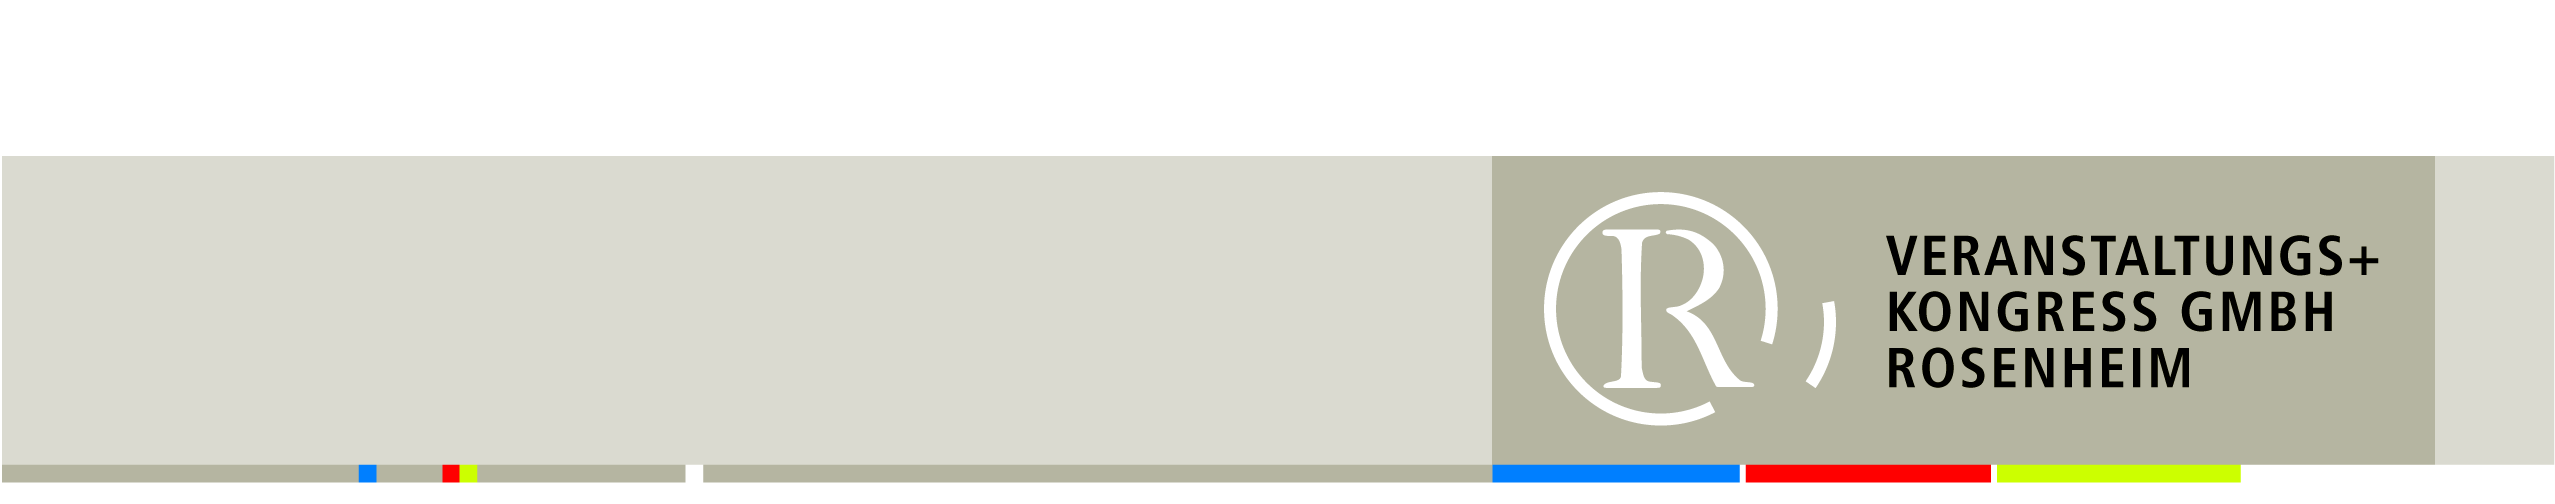 R
VERANSTALTUNGS+
KONGRESS GMBH
ROSENHEIM